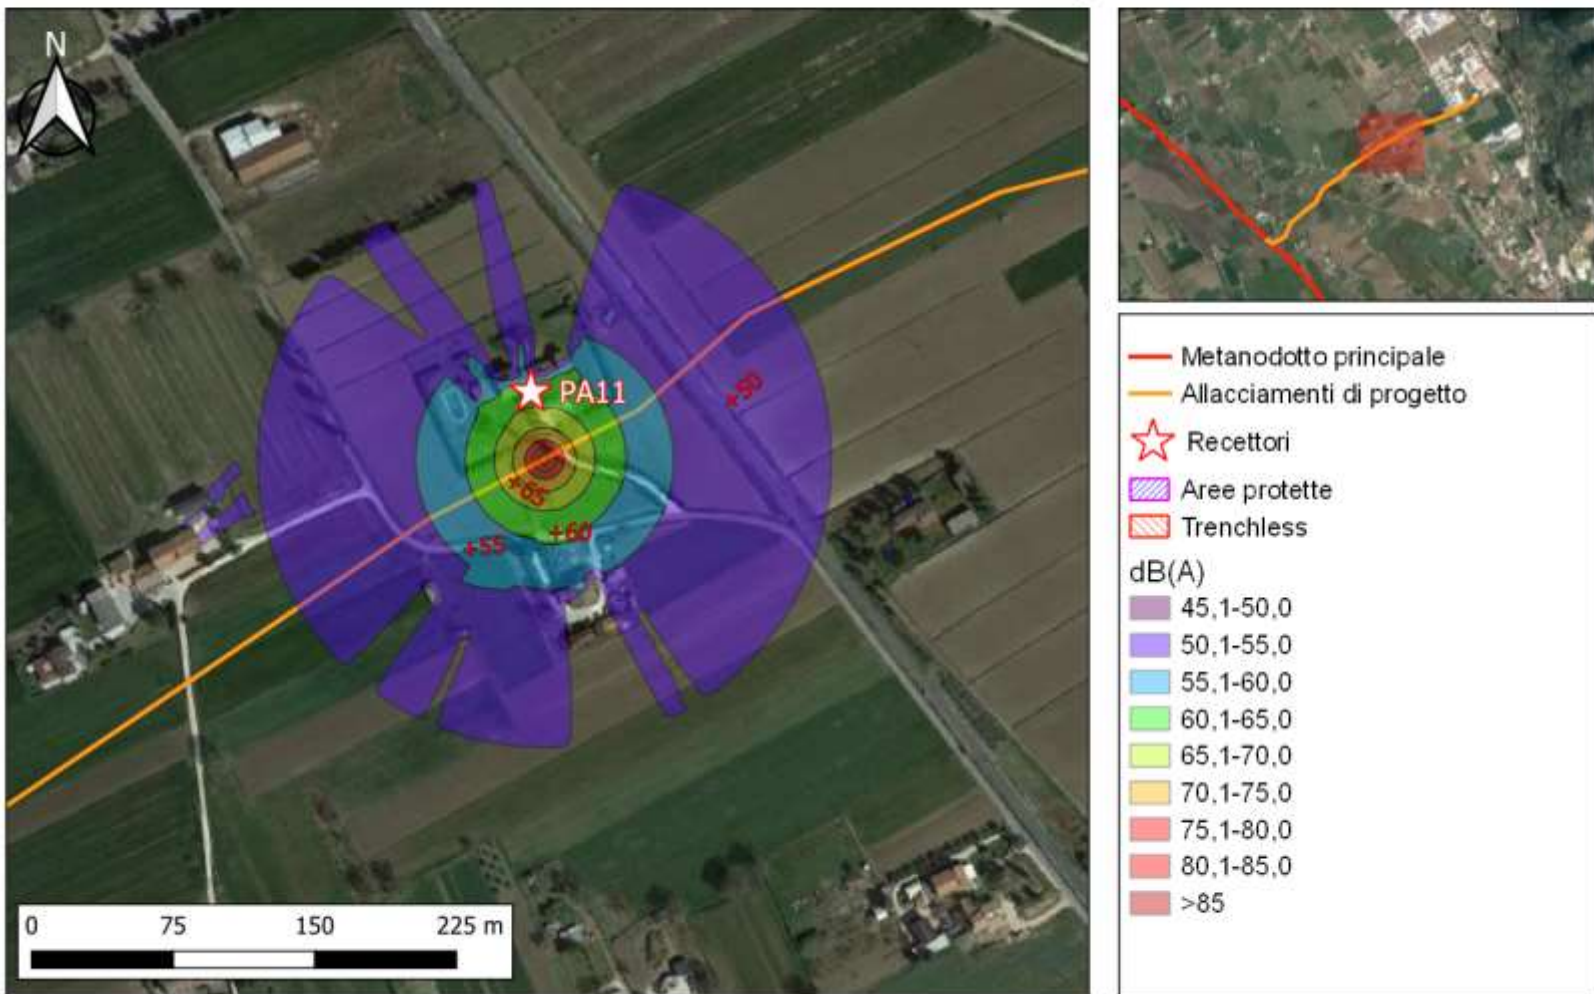 N
PA11
+50
+65
+60
+55
0 75 150 225 m
Metanodotto principale
Allacciamenti di progetto
Recettori
Aree protette
Trenchless
dB(A)
45,1-50,0
50,1-55,0
55,1-60,0
60,1-65,0
65,1-70,0
70,1-75,0
75,1-80,0
80,1-85,0
>85